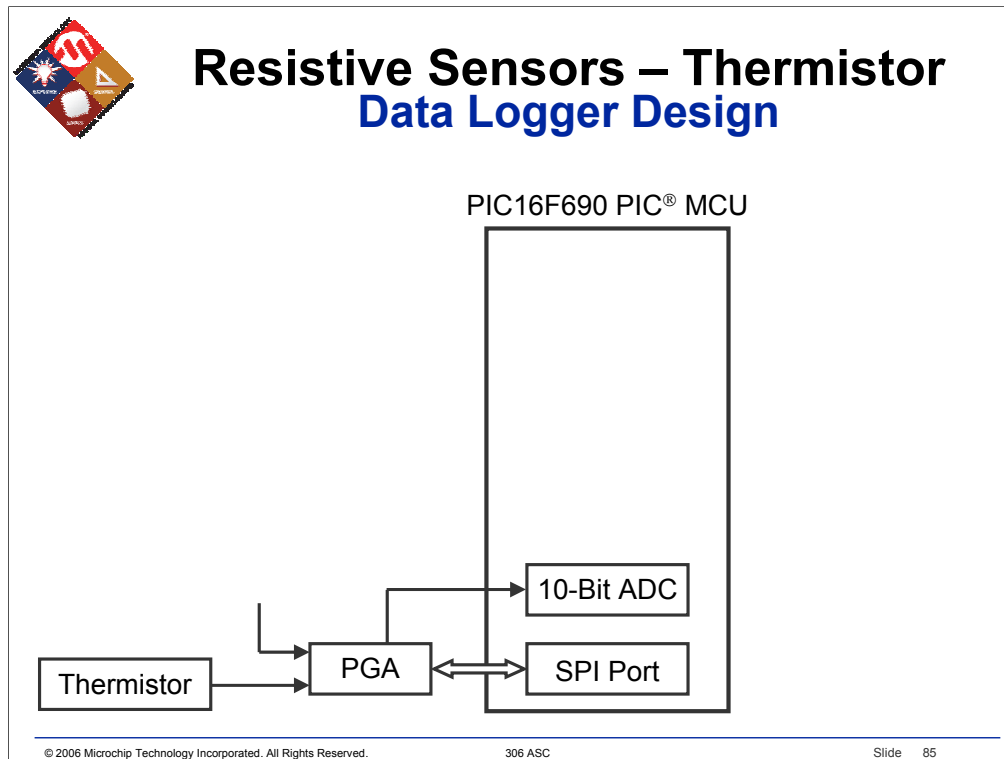 Resistive Sensors – Thermistor
Data Logger Design
PIC16F690 PIC® MCU
10-Bit ADC
PGA
SPI Port
Thermistor
© 2006 Microchip Technology Incorporated. All Rights Reserved.
306 ASC
Slide 85